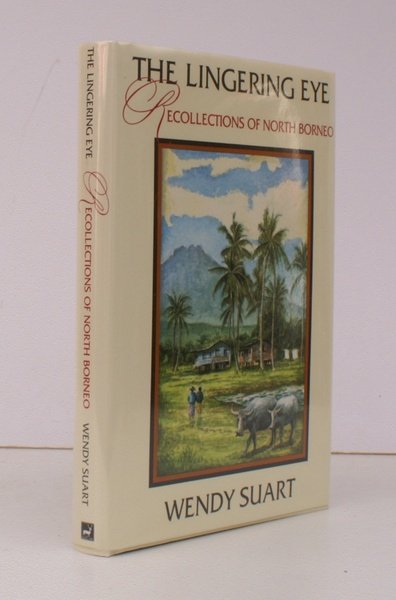 THE LINGERING EYE
RECOLLECTIONS OF NORTH BORNEO
WENDY SUART
THE LINGERING EYE
RECOLLECTIONS OF NORTH BORNEO
WENDY SUART